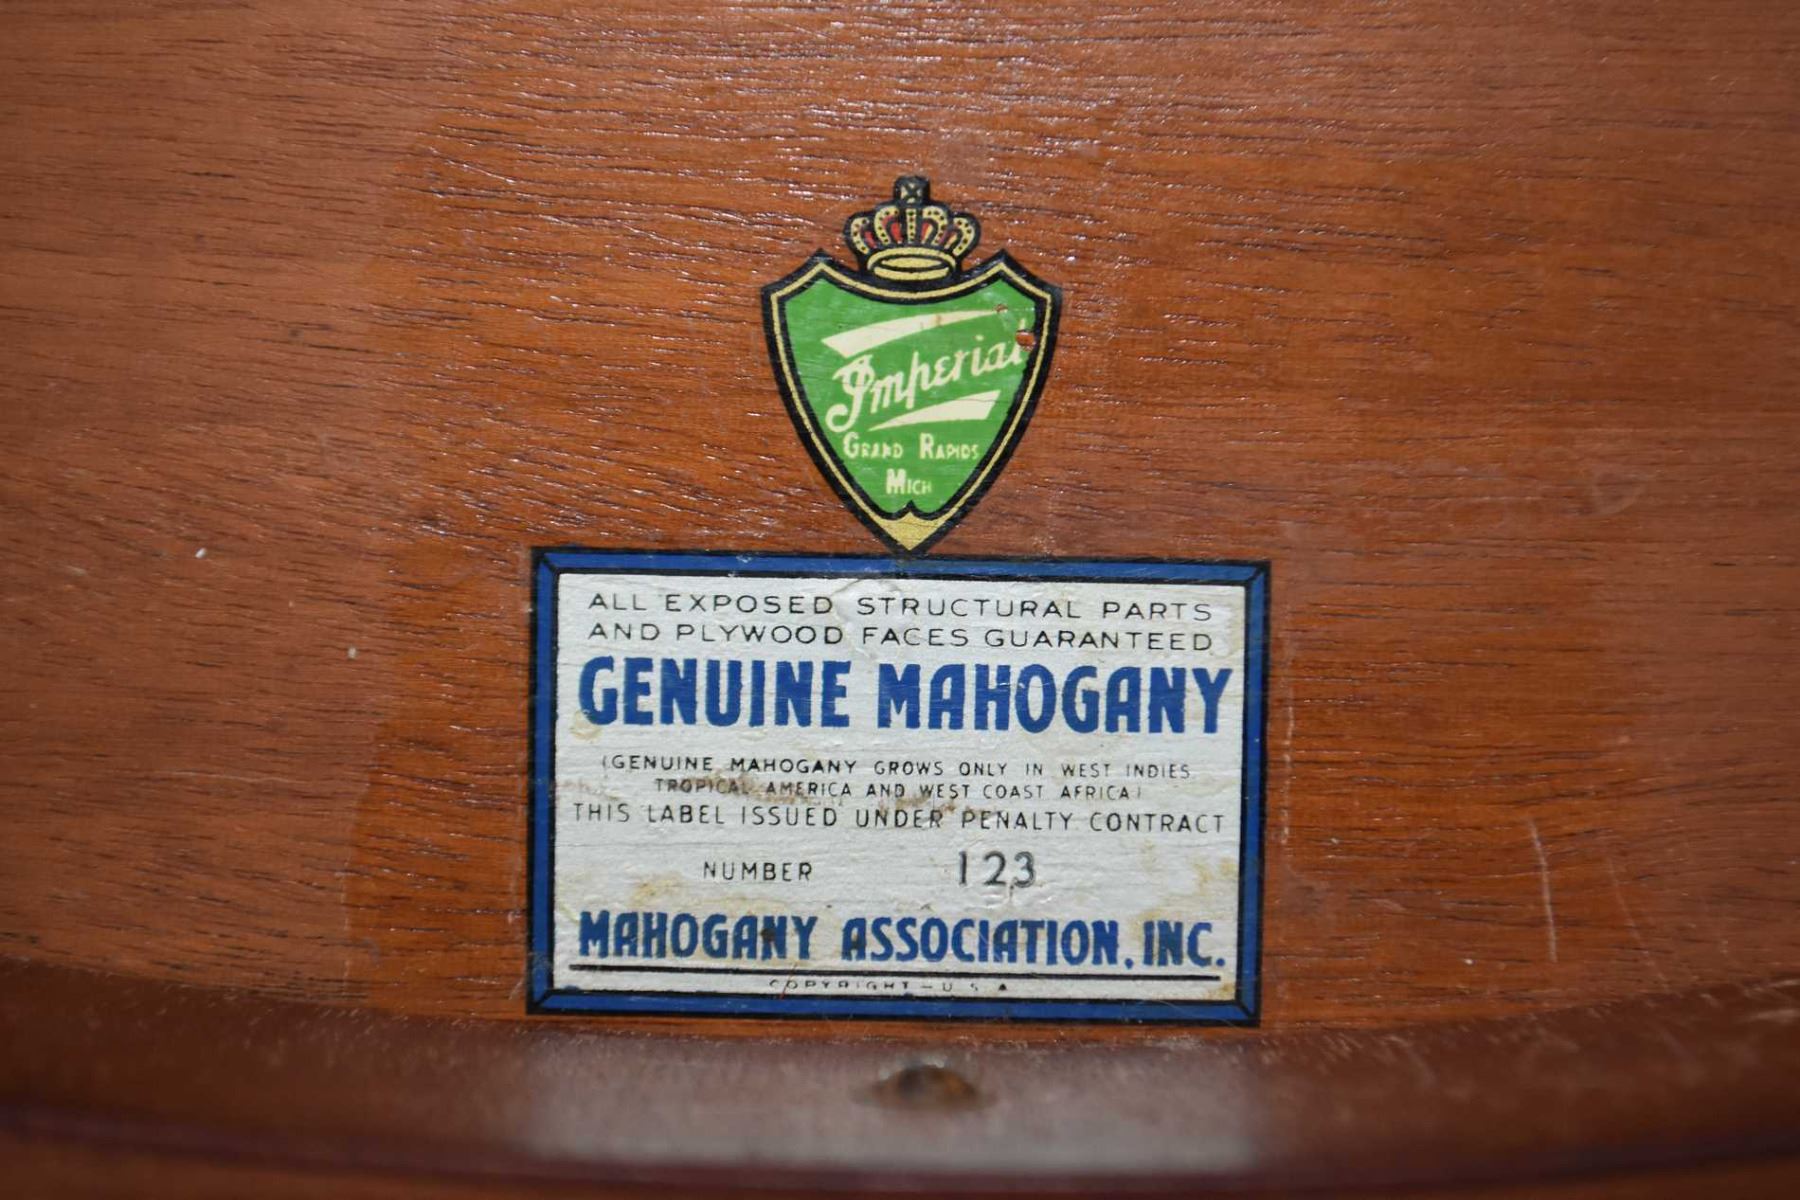 Imperial
GRAND RAPIDS
MICH
ALL EXPOSED STRUCTURAL PARTS
AND PLYWOOD FACES GUARANTEED
GENUINE MAHOGANY
(GENUINE MAHOGANY GROWS ONLY IN WEST INDIES
TROPICAL AMERICA AND WEST COAST AFRICA)
THIS LABEL ISSUED UNDER PENALTY CONTRACT
NUMBER 123
MAHOGANY ASSOCIATION, INC.
COPYRIGHT - U.S.A